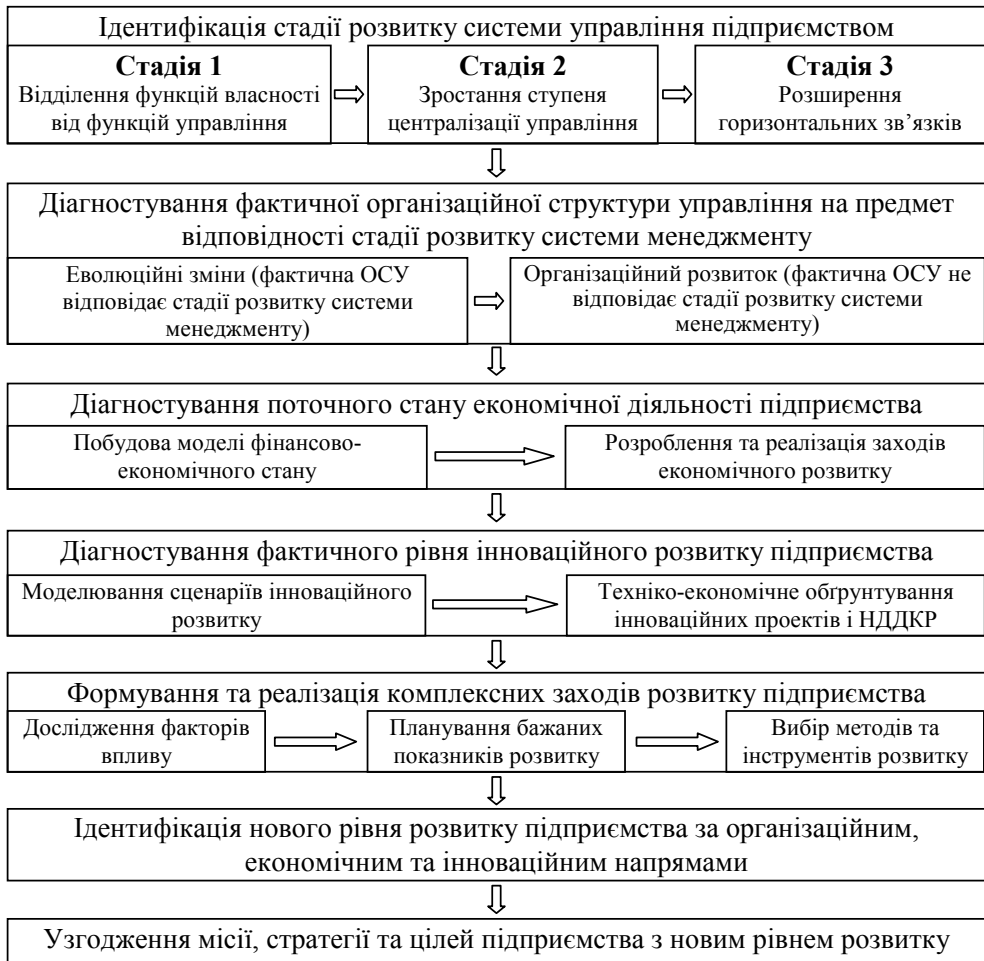 Ідентифікація стадії розвитку системи управління підприємством
Стадія 1
Відділення функцій власності
від функцій управління
Стадія 2
Зростання ступеня
централізації управління
Стадія 3
Розширення
горизонтальних зв’язків
Діагностування фактичної організаційної структури управління на предмет
відповідності стадії розвитку системи менеджменту
Еволюційні зміни (фактична ОСУ
відповідає стадії розвитку системи
менеджменту)
Організаційний розвиток (фактична ОСУ не
відповідає стадії розвитку системи
менеджменту)
Діагностування поточного стану економічної діяльності підприємства
Побудова моделі фінансово-
економічного стану
Розроблення та реалізація заходів
економічного розвитку
Діагностування фактичного рівня інноваційного розвитку підприємства
Моделювання сценаріїв інноваційного
розвитку
Техніко-економічне обґрунтування
інноваційних проектів і НДДКР
Формування та реалізація комплексних заходів розвитку підприємства
Дослідження факторів
впливу
Планування бажаних
показників розвитку
Вибір методів та
інструментів розвитку
Ідентифікація нового рівня розвитку підприємства за організаційним,
економічним та інноваційним напрямами
Узгодження місії, стратегії та цілей підприємства з новим рівнем розвитку